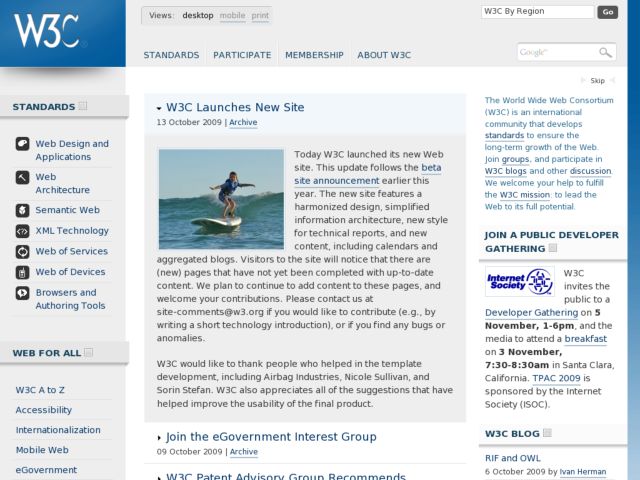 W3C
Views: desktop mobile print
W3C By Region Go
STANDARDS PARTICIPATE MEMBERSHIP ABOUT W3C
Google
Skip
STANDARDS
Web Design and
Applications
Web
Architecture
Semantic Web
XML Technology
Web of Services
Web of Devices
Browsers and
Authoring Tools
WEB FOR ALL
W3C A to Z
Accessibility
Internationalization
Mobile Web
eGovernment
W3C Launches New Site
13 October 2009 | Archive
Today W3C launched its new Web
site. This update follows the beta
site announcement earlier this
year. The new site features a
harmonized design, simplified
information architecture, new style
for technical reports, and new
content, including calendars and
aggregated blogs. Visitors to the site will notice that there are
(new) pages that have not yet been completed with up-to-date
content. We plan to continue to add content to these pages, and
welcome your contributions. Please contact us at
site-comments@w3.org if you would like to contribute (e.g., by
writing a short technology introduction), or if you find any bugs or
anomalies.
W3C would like to thank people who helped in the template
development, including Airbag Industries, Nicole Sullivan, and
Sorin Stefan. W3C also appreciates all of the suggestions that have
helped improve the usability of the final product.
Join the eGovernment Interest Group
09 October 2009 | Archive
W3C Patent Advisory Group Recommends
The World Wide Web Consortium
(W3C) is an international
community that develops
standards to ensure the
long-term growth of the Web.
Join groups, and participate in
W3C blogs and other discussion.
We welcome your help to fulfill
the W3C mission: to lead the
Web to its full potential.
JOIN A PUBLIC DEVELOPER
GATHERING
Internet
Society
W3C
invites the
public to a
Developer Gathering on 5
November, 1-6pm, and the
media to attend a breakfast
on 3 November,
7:30-8:30am in Santa Clara,
California. TPAC 2009 is
sponsored by the Internet
Society (ISOC).
W3C BLOG
RIF and OWL
6 October 2009 by Ivan Herman